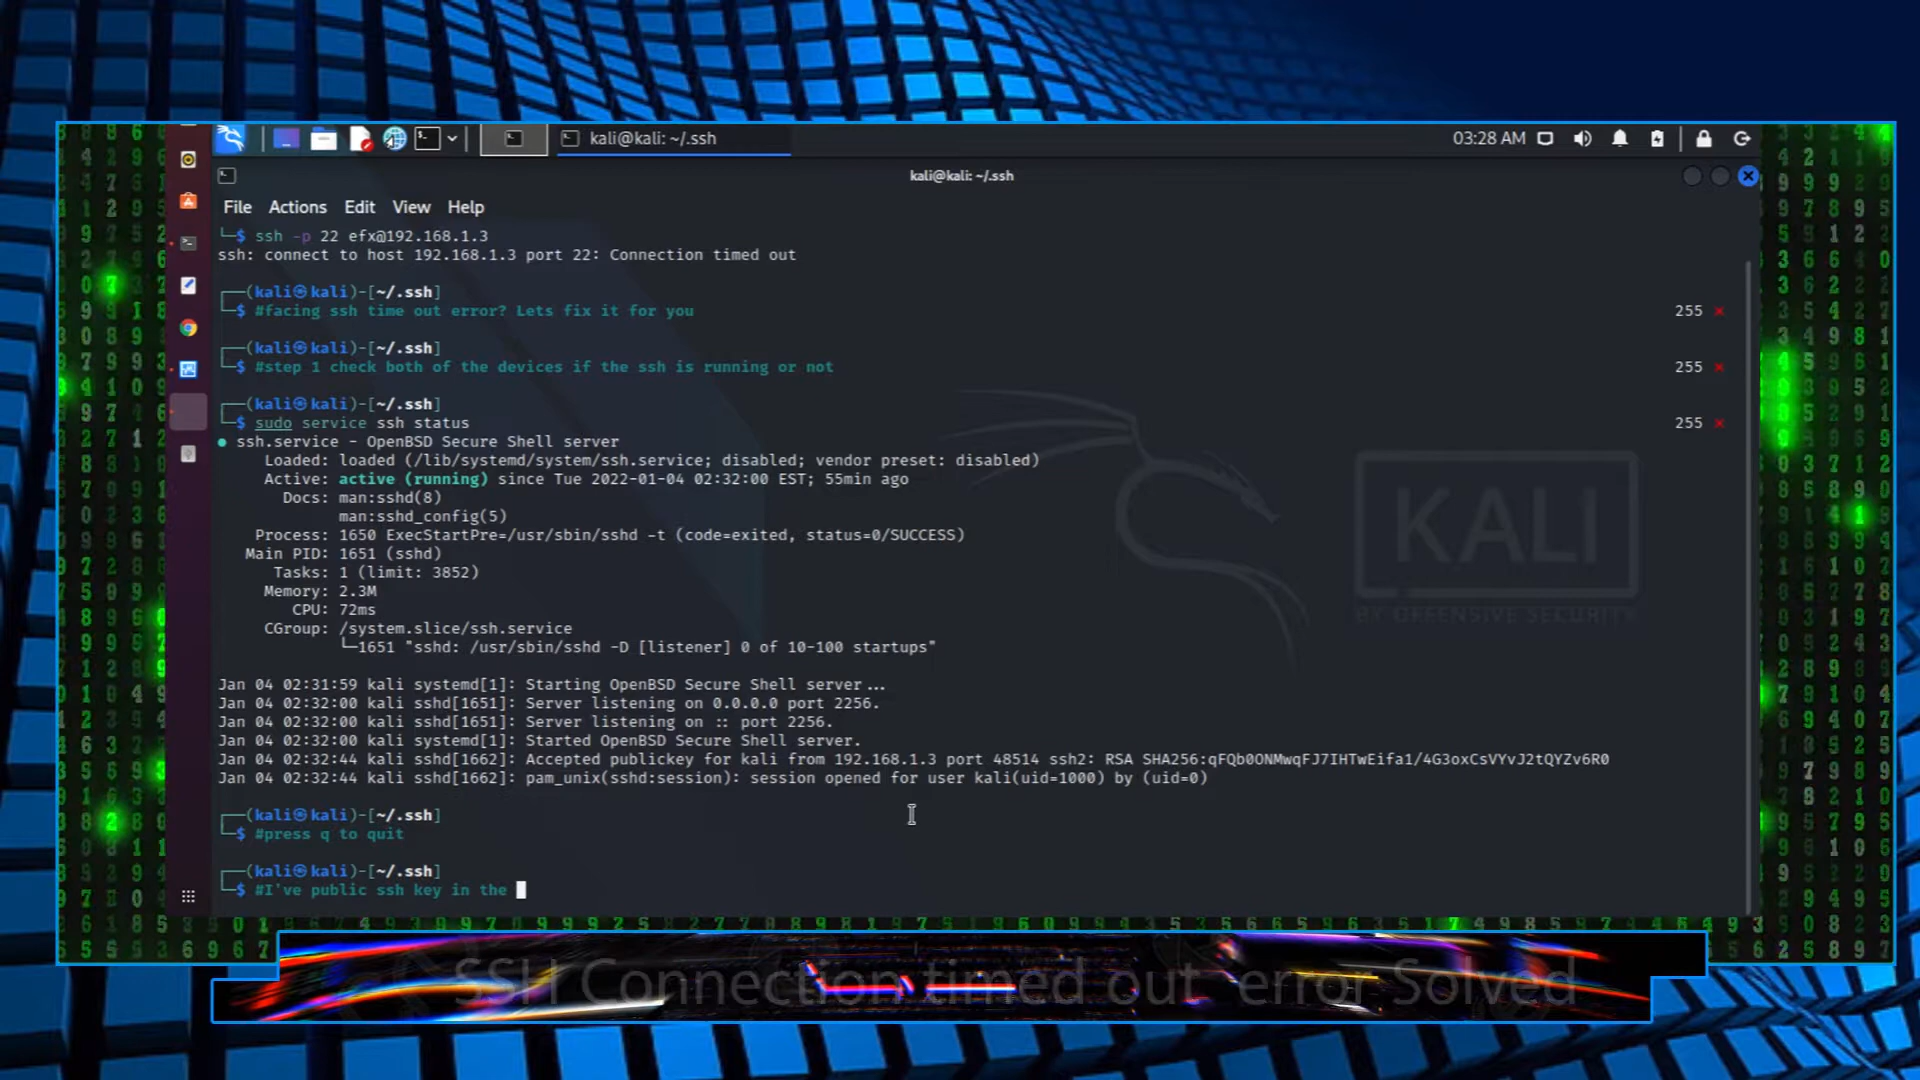 kali@kali: ~/.ssh
03:28 AM
kali@kali: ~/.ssh
File Actions Edit View Help
└─$ ssh -p 22 efx@192.168.1.3
ssh: connect to host 192.168.1.3 port 22: Connection timed out
┌──(kali㉿kali)-[~/.ssh]
└─$ #facing ssh time out error? Lets fix it for you 255 ×
┌──(kali㉿kali)-[~/.ssh]
└─$ #step 1 check both of the devices if the ssh is running or not 255 ×
┌──(kali㉿kali)-[~/.ssh]
└─$ sudo service ssh status 255 ×
● ssh.service - OpenBSD Secure Shell server
Loaded: loaded (/lib/systemd/system/ssh.service; disabled; vendor preset: disabled)
Active: active (running) since Tue 2022-01-04 02:32:00 EST; 55min ago
Docs: man:sshd(8)
man:sshd_config(5)
Process: 1650 ExecStartPre=/usr/sbin/sshd -t (code=exited, status=0/SUCCESS)
Main PID: 1651 (sshd)
Tasks: 1 (limit: 3852)
Memory: 2.3M
CPU: 72ms
CGroup: /system.slice/ssh.service
└─1651 "sshd: /usr/sbin/sshd -D [listener] 0 of 10-100 startups"
Jan 04 02:31:59 kali systemd[1]: Starting OpenBSD Secure Shell server...
Jan 04 02:32:00 kali sshd[1651]: Server listening on 0.0.0.0 port 2256.
Jan 04 02:32:00 kali sshd[1651]: Server listening on :: port 2256.
Jan 04 02:32:00 kali systemd[1]: Started OpenBSD Secure Shell server.
Jan 04 02:32:44 kali sshd[1662]: Accepted publickey for kali from 192.168.1.3 port 48514 ssh2: RSA SHA256:qFQb0ONMwqFJ7IHTwEifa1/4G3oxCsVYvJ2tQYZv6R0
Jan 04 02:32:44 kali sshd[1662]: pam_unix(sshd:session): session opened for user kali(uid=1000) by (uid=0)
┌──(kali㉿kali)-[~/.ssh]
└─$ #press q to quit
┌──(kali㉿kali)-[~/.ssh]
└─$ #I've public ssh key in the
KALI
BY OFFENSIVE SECURITY
SSH Connection timed out error Solved